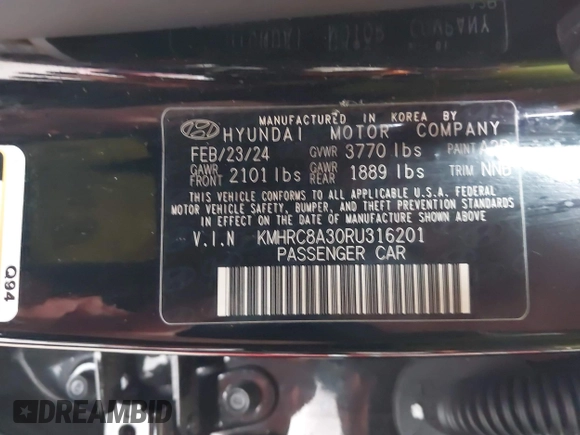 MANUFACTURED IN KOREA BY
HYUNDAI MOTOR COMPANY
FEB/23/24 GVWR 3770 lbs PAINT A2B
GAWR FRONT 2101 lbs GAWR REAR 1889 lbs TRIM NNB
THIS VEHICLE CONFORMS TO ALL APPLICABLE U.S.A. FEDERAL
MOTOR VEHICLE SAFETY, BUMPER, AND THEFT PREVENTION STANDARDS
IN EFFECT ON THE DATE OF MANUFACTURE SHOWN ABOVE
V.I.N KMHRC8A30RU316201
PASSENGER CAR
Q94
DREAMBID